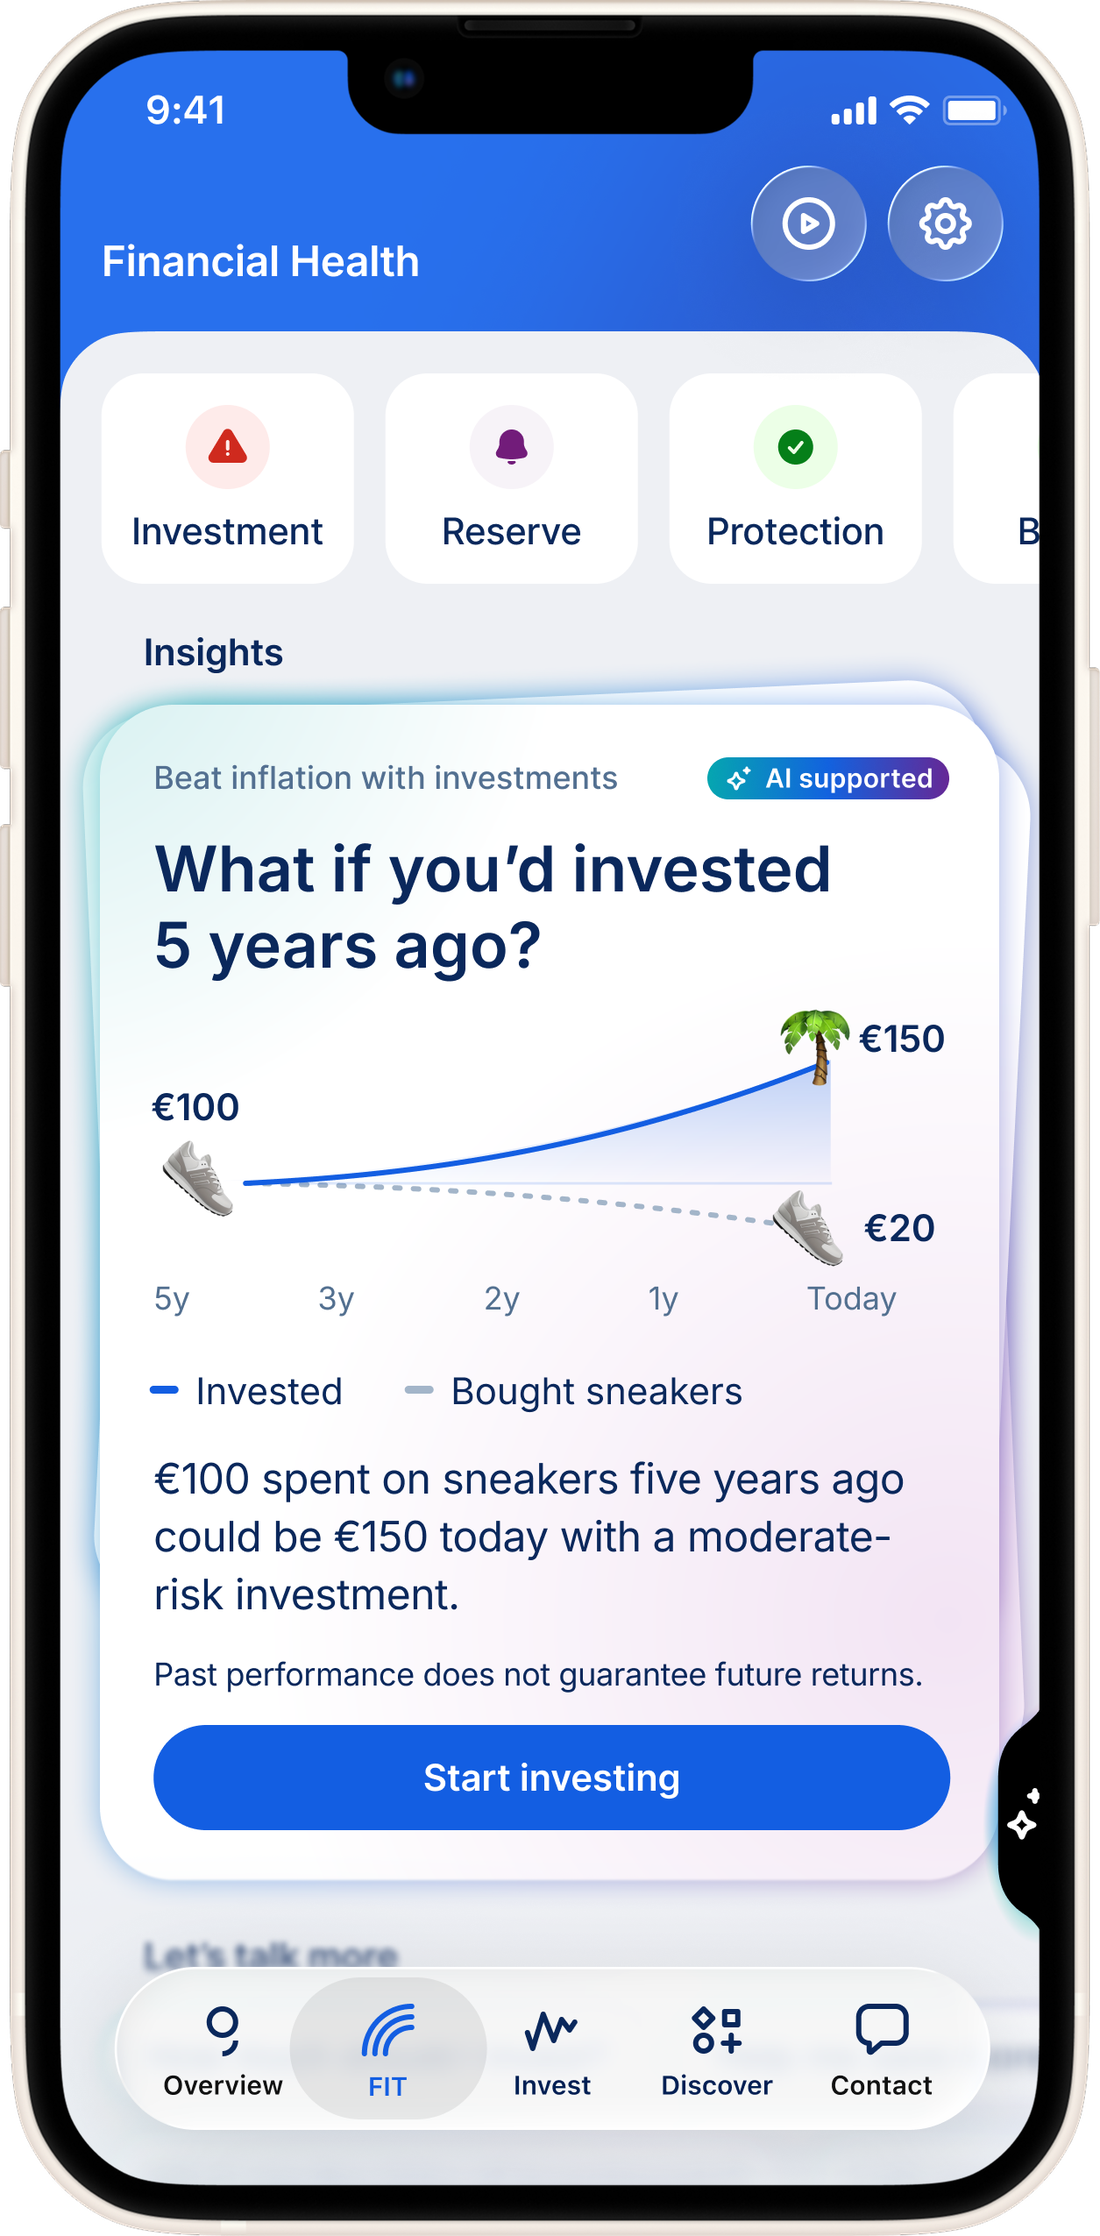 9:41
Financial Health
Investment
Reserve
Protection
B
Insights
Beat inflation with investments
AI supported
What if you’d invested
5 years ago?
€150
€100
€20
5y 3y 2y 1y Today
Invested
Bought sneakers
€100 spent on sneakers five years ago
could be €150 today with a moderate-
risk investment.
Past performance does not guarantee future returns.
Start investing
Let’s talk more
Overview
FIT
Invest
Discover
Contact